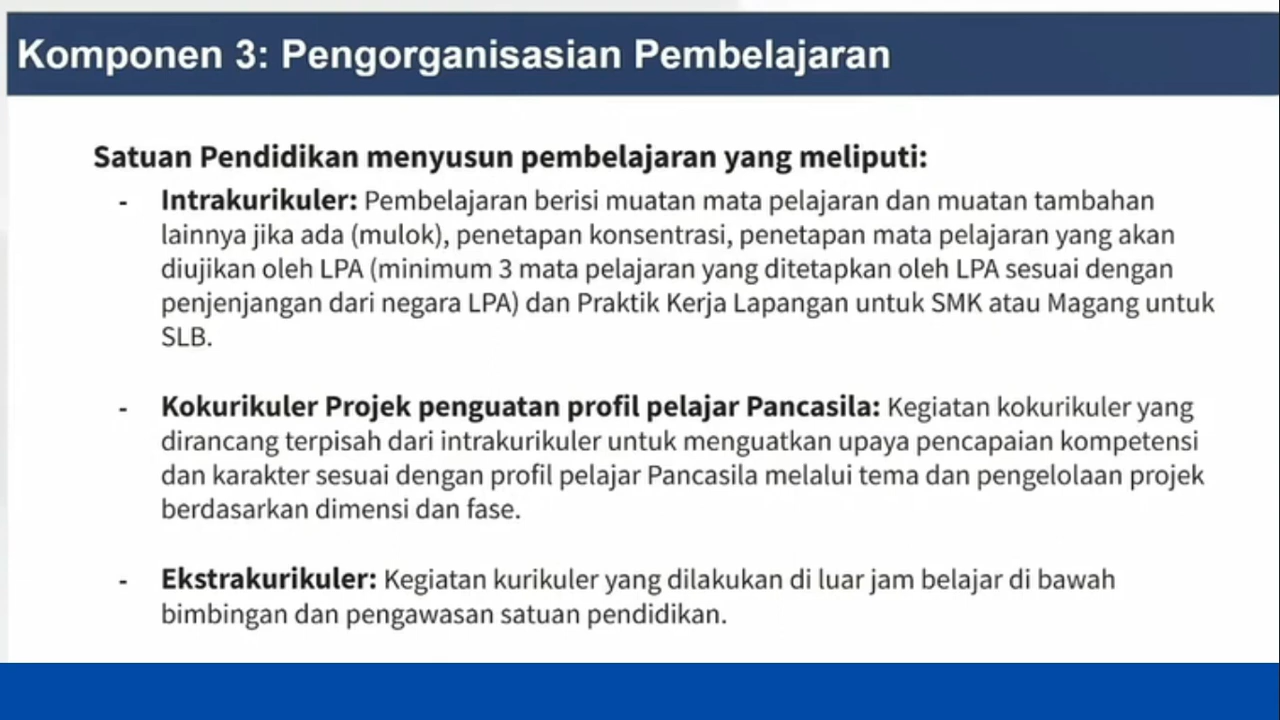 Komponen 3: Pengorganisasian Pembelajaran
Satuan Pendidikan menyusun pembelajaran yang meliputi:
- Intrakurikuler: Pembelajaran berisi muatan mata pelajaran dan muatan tambahan
lainnya jika ada (mulok), penetapan konsentrasi, penetapan mata pelajaran yang akan
diujikan oleh LPA (minimum 3 mata pelajaran yang ditetapkan oleh LPA sesuai dengan
penjenjangan dari negara LPA) dan Praktik Kerja Lapangan untuk SMK atau Magang untuk
SLB.
- Kokurikuler Projek penguatan profil pelajar Pancasila: Kegiatan kokurikuler yang
dirancang terpisah dari intrakurikuler untuk menguatkan upaya pencapaian kompetensi
dan karakter sesuai dengan profil pelajar Pancasila melalui tema dan pengelolaan projek
berdasarkan dimensi dan fase.
- Ekstrakurikuler: Kegiatan kurikuler yang dilakukan di luar jam belajar di bawah
bimbingan dan pengawasan satuan pendidikan.